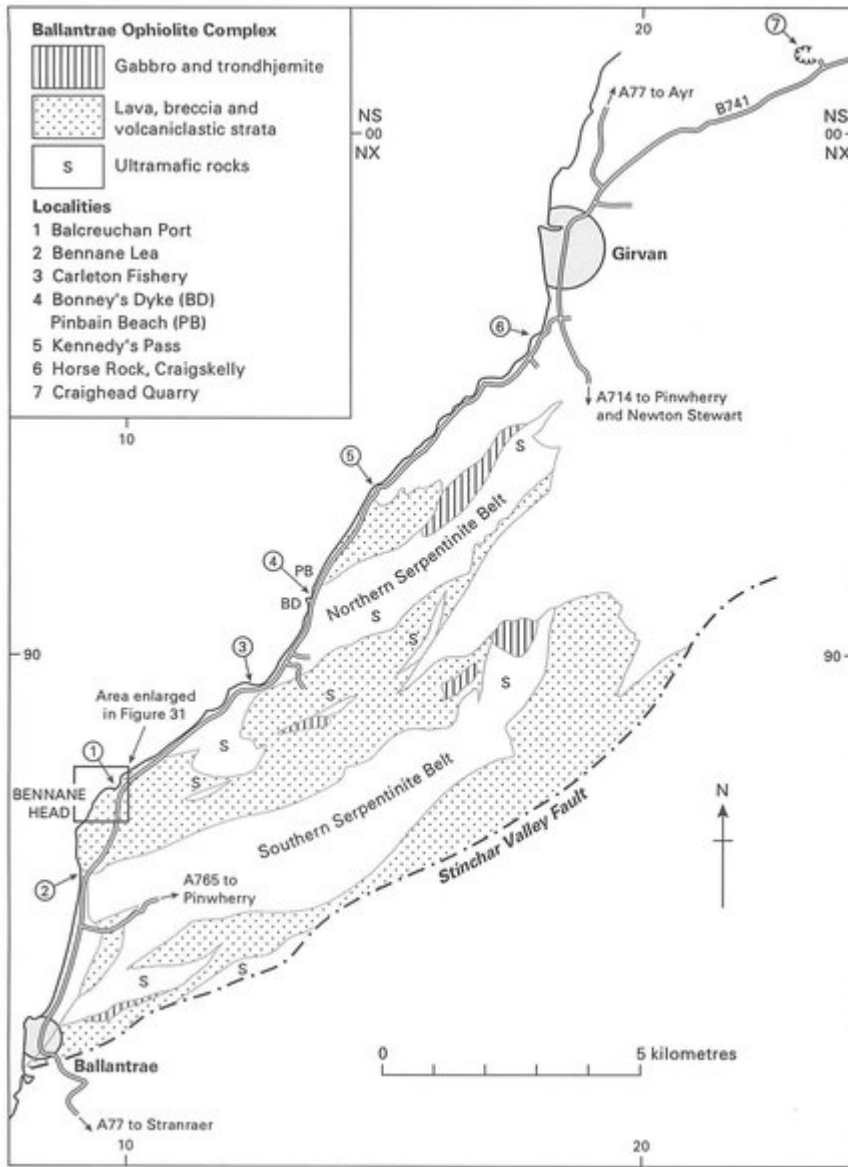 Ballantrae Ophiolite Complex
Gabbro and trondhjemite
Lava, breccia and
volcaniclastic strata
S
Ultramafic rocks
Localities
1 Balcreuchan Port
2 Bennane Lea
3 Carleton Fishery
4 Bonney's Dyke (BD)
Pinbain Beach (PB)
5 Kennedy's Pass
6 Horse Rock, Craigskelly
7 Craighead Quarry
20
7
A77 to Ayr
B741
NS
00
NX
NS
00
NX
Girvan
6
A714 to Pinwherry
and Newton Stewart
10
S
5
Northern Serpentinite Belt
4
PB
BD
S
S
90
90
3
S
S
Area enlarged
in Figure 31
S
1
S
BENNANE
HEAD
Southern Serpentinite Belt
Stinchar Valley Fault
N
2
A765 to
Pinwherry
S
S
0
5 kilometres
Ballantrae
A77 to Stranraer
10
20